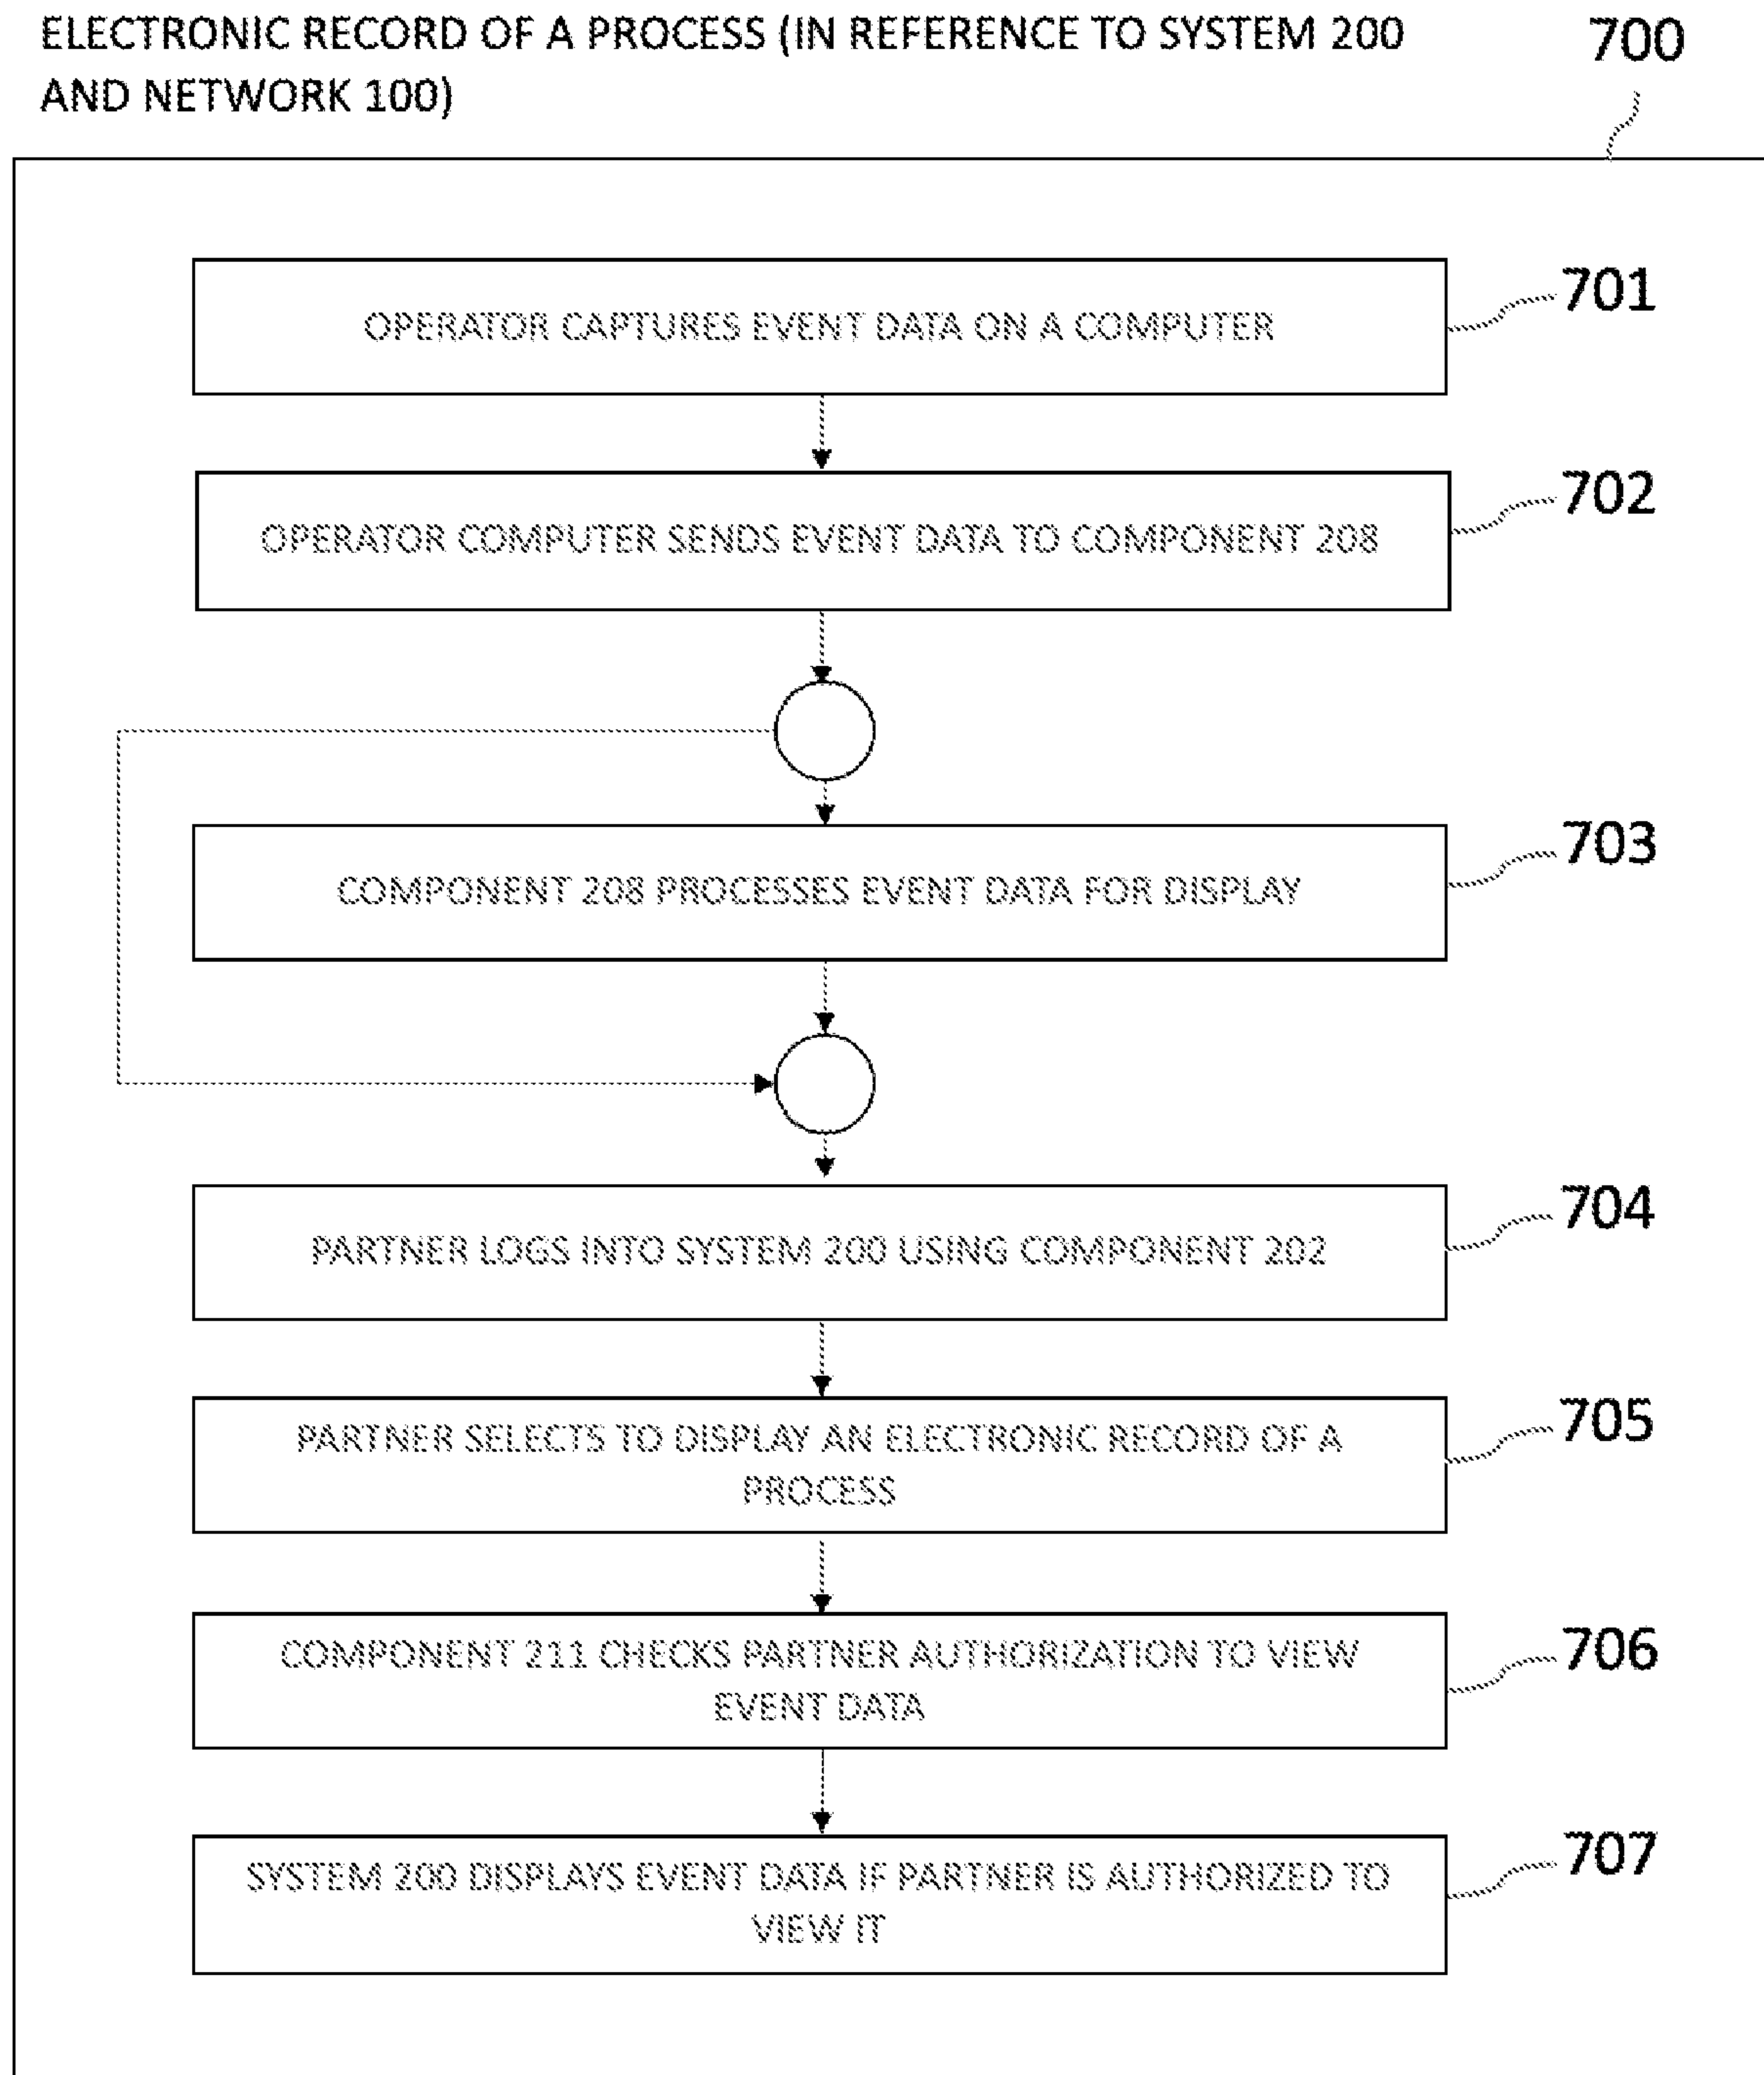 ELECTRONIC RECORD OF A PROCESS (IN REFERENCE TO SYSTEM 200
AND NETWORK 100)
700
OPERATOR CAPTURES EVENT DATA ON A COMPUTER
701
OPERATOR COMPUTER SENDS EVENT DATA TO COMPONENT 208
702
COMPONENT 208 PROCESSES EVENT DATA FOR DISPLAY
703
PARTNER LOGS INTO SYSTEM 200 USING COMPONENT 202
704
PARTNER SELECTS TO DISPLAY AN ELECTRONIC RECORD OF A
PROCESS
705
COMPONENT 211 CHECKS PARTNER AUTHORIZATION TO VIEW
EVENT DATA
706
SYSTEM 200 DISPLAYS EVENT DATA IF PARTNER IS AUTHORIZED TO
VIEW IT
707